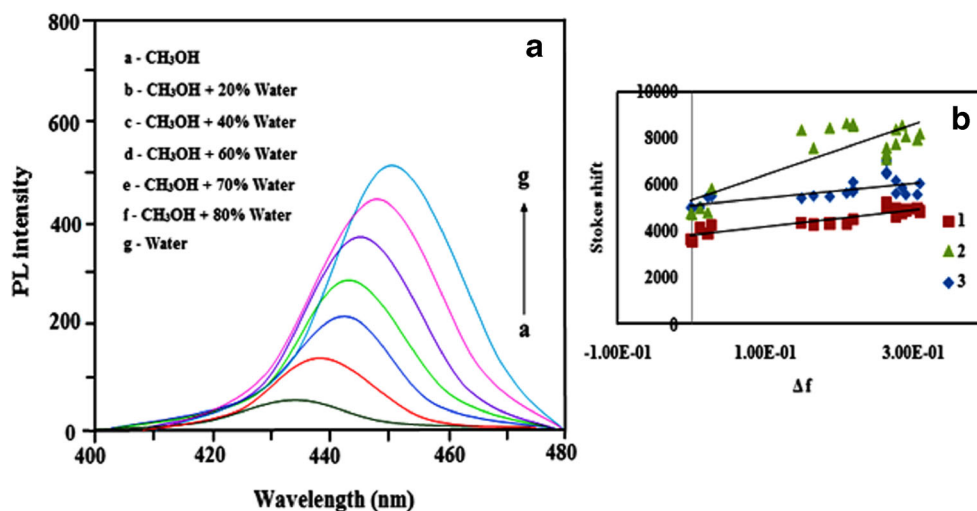 a
800
600
400
200
0
PL intensity
a - CH₃OH
b - CH₃OH + 20% Water
c - CH₃OH + 40% Water
d - CH₃OH + 60% Water
e - CH₃OH + 70% Water
f - CH₃OH + 80% Water
g - Water
g
a
400 420 440 460 480
Wavelength (nm)
b
10000
8000
6000
4000
2000
0
Stokes shift
1
2
3
-1.00E-01 1.00E-01 3.00E-01
Δf